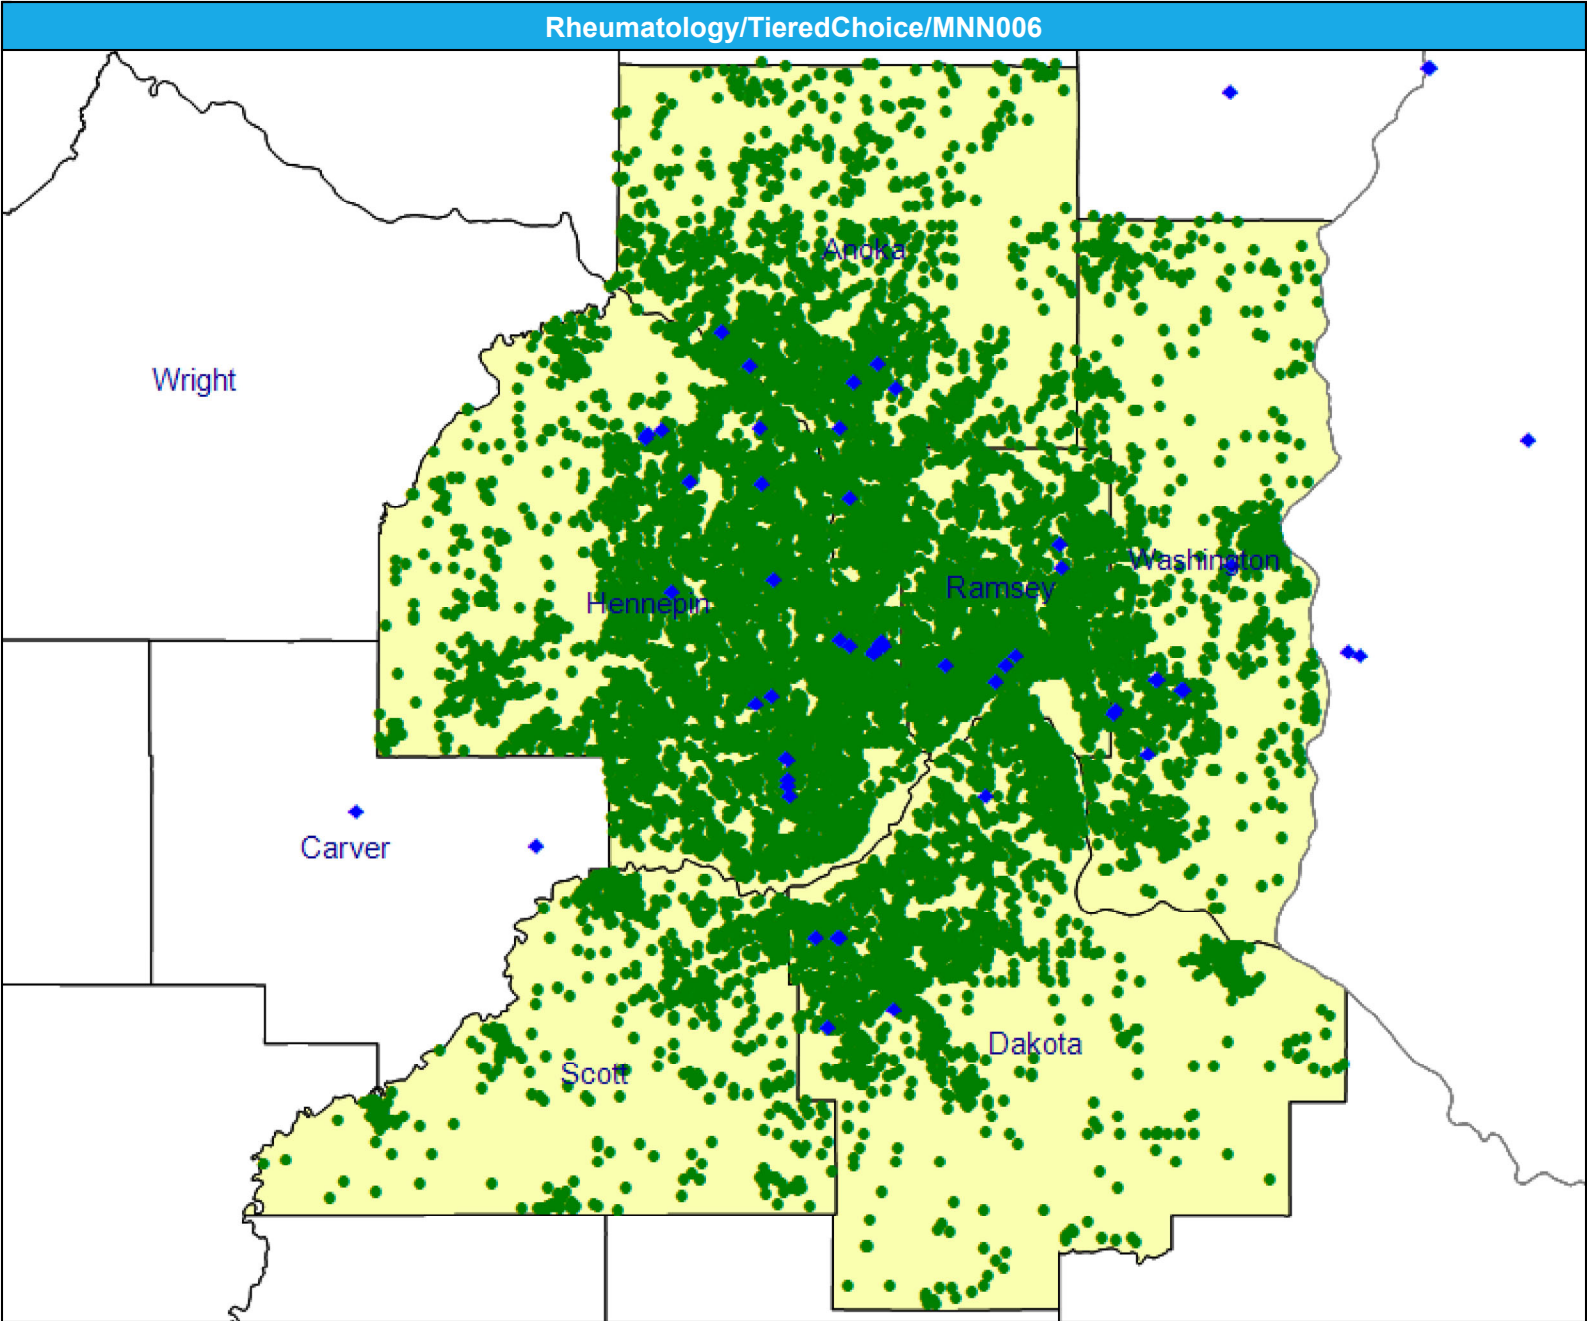 Rheumatology/TieredChoice/MNN006
Anoka
Wright
Washington
Ramsey
Hennepin
Carver
Dakota
Scott